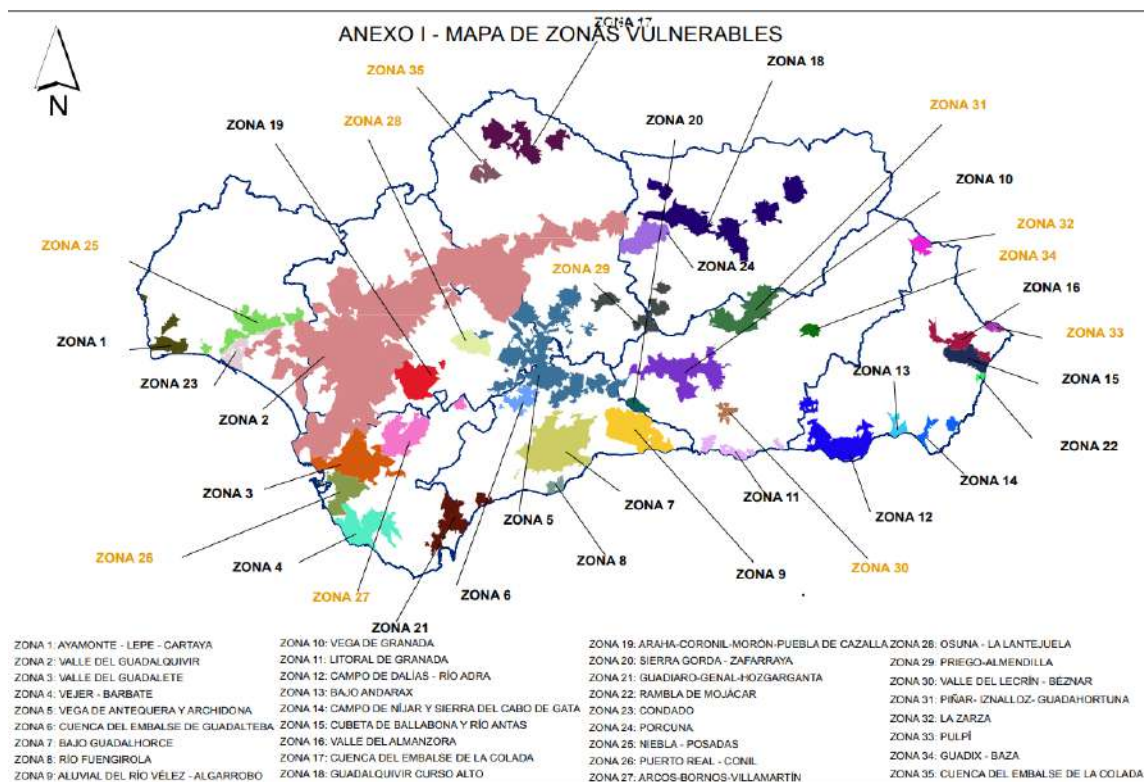 ANEXO I - MAPA DE ZONAS VULNERABLES
ZONA 17
ZONA 35
ZONA 18
ZONA 31
ZONA 19
ZONA 28
ZONA 20
ZONA 10
ZONA 25
ZONA 32
ZONA 29
ZONA 24
ZONA 34
ZONA 16
ZONA 1
ZONA 33
ZONA 23
ZONA 13
ZONA 15
ZONA 2
ZONA 22
ZONA 3
ZONA 7
ZONA 11
ZONA 14
ZONA 5
ZONA 12
ZONA 26
ZONA 4
ZONA 8
ZONA 9
ZONA 30
ZONA 27
ZONA 6
ZONA 21
N
ZONA 1: AYAMONTE - LEPE - CARTAYA
ZONA 2: VALLE DEL GUADALQUIVIR
ZONA 3: VALLE DEL GUADALETE
ZONA 4: VEJER - BARBATE
ZONA 5: VEGA DE ANTEQUERA Y ARCHIDONA
ZONA 6: CUENCA DEL EMBALSE DE GUADALTEBA
ZONA 7: BAJO GUADALHORCE
ZONA 8: RÍO FUENGIROLA
ZONA 9: ALUVIAL DEL RÍO VÉLEZ - ALGARROBO
ZONA 10: VEGA DE GRANADA
ZONA 11: LITORAL DE GRANADA
ZONA 12: CAMPO DE DALÍAS - RÍO ADRA
ZONA 13: BAJO ANDARAX
ZONA 14: CAMPO DE NÍJAR Y SIERRA DEL CABO DE GATA
ZONA 15: CUBETA DE BALLABONA Y RÍO ANTAS
ZONA 16: VALLE DEL ALMANZORA
ZONA 17: CUENCA DEL EMBALSE DE LA COLADA
ZONA 18: GUADALQUIVIR CURSO ALTO
ZONA 19: ARAHA-CORONIL-MORÓN-PUEBLA DE CAZALLA
ZONA 20: SIERRA GORDA - ZAFARRAYA
ZONA 21: GUADIARO-GENAL-HOZGARGANTA
ZONA 22: RAMBLA DE MOJÁCAR
ZONA 23: CONDADO
ZONA 24: PORCUNA
ZONA 25: NIEBLA - POSADAS
ZONA 26: PUERTO REAL - CONIL
ZONA 27: ARCOS-BORNOS-VILLAMARTÍN
ZONA 28: OSUNA - LA LANTEJUELA
ZONA 29: PRIEGO-ALMENDILLA
ZONA 30: VALLE DEL LECRÍN - BÉZNAR
ZONA 31: PIÑAR- IZNALLOZ- GUADAHORTUNA
ZONA 32: LA ZARZA
ZONA 33: PULPÍ
ZONA 34: GUADIX - BAZA
ZONA 35: CUENCA DEL EMBALSE DE LA COLADA